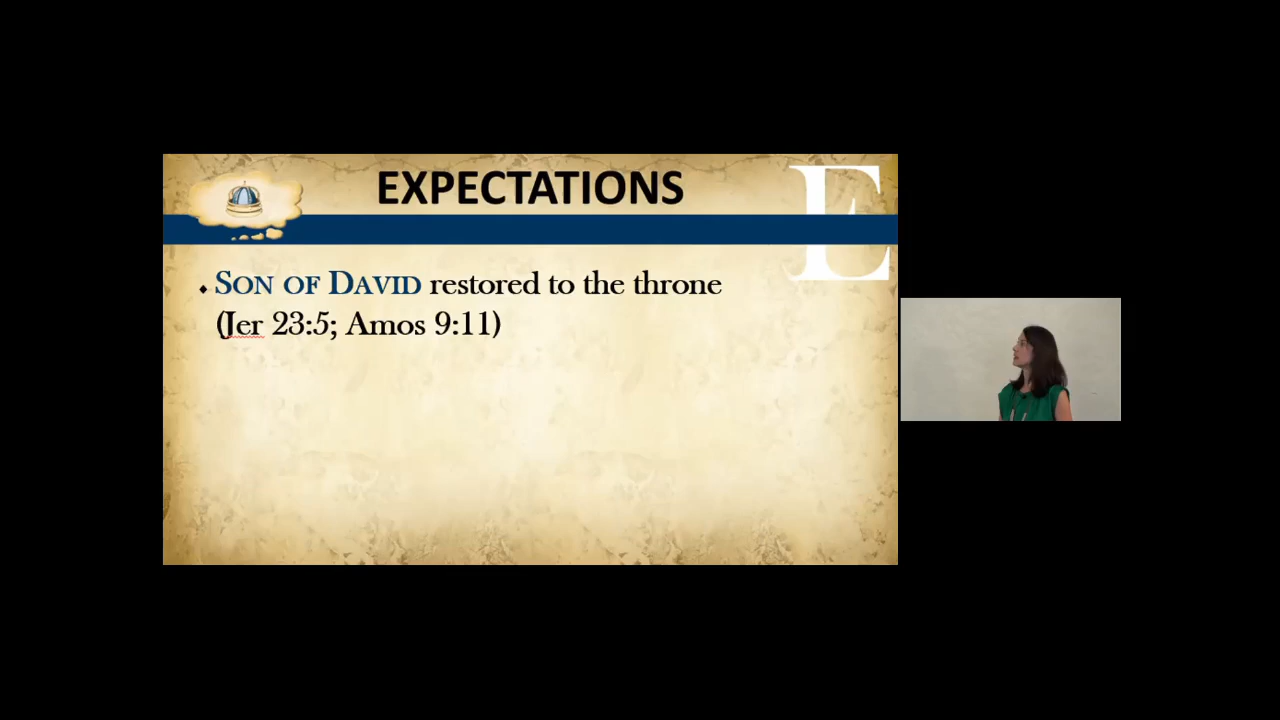 EXPECTATIONS
E
⬥ SON OF DAVID restored to the throne
(Jer 23:5; Amos 9:11)